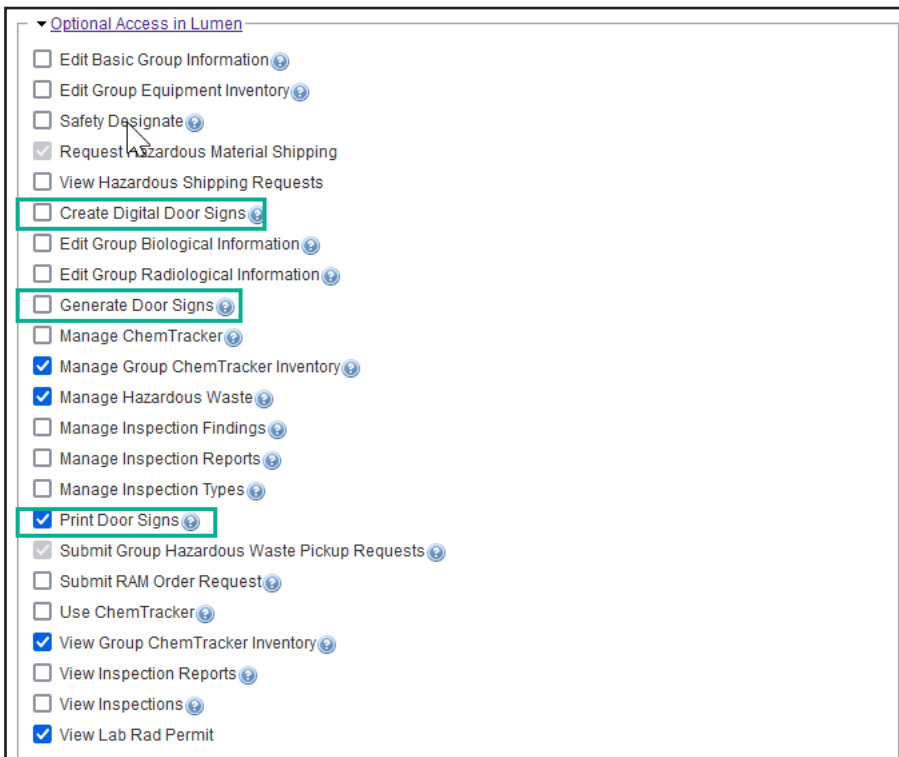 Optional Access in Lumen
Edit Basic Group Information
Edit Group Equipment Inventory
Safety Designate
Request Hazardous Material Shipping
View Hazardous Shipping Requests
Create Digital Door Signs
Edit Group Biological Information
Edit Group Radiological Information
Generate Door Signs
Manage ChemTracker
Manage Group ChemTracker Inventory
Manage Hazardous Waste
Manage Inspection Findings
Manage Inspection Reports
Manage Inspection Types
Print Door Signs
Submit Group Hazardous Waste Pickup Requests
Submit RAM Order Request
Use ChemTracker
View Group ChemTracker Inventory
View Inspection Reports
View Inspections
View Lab Rad Permit